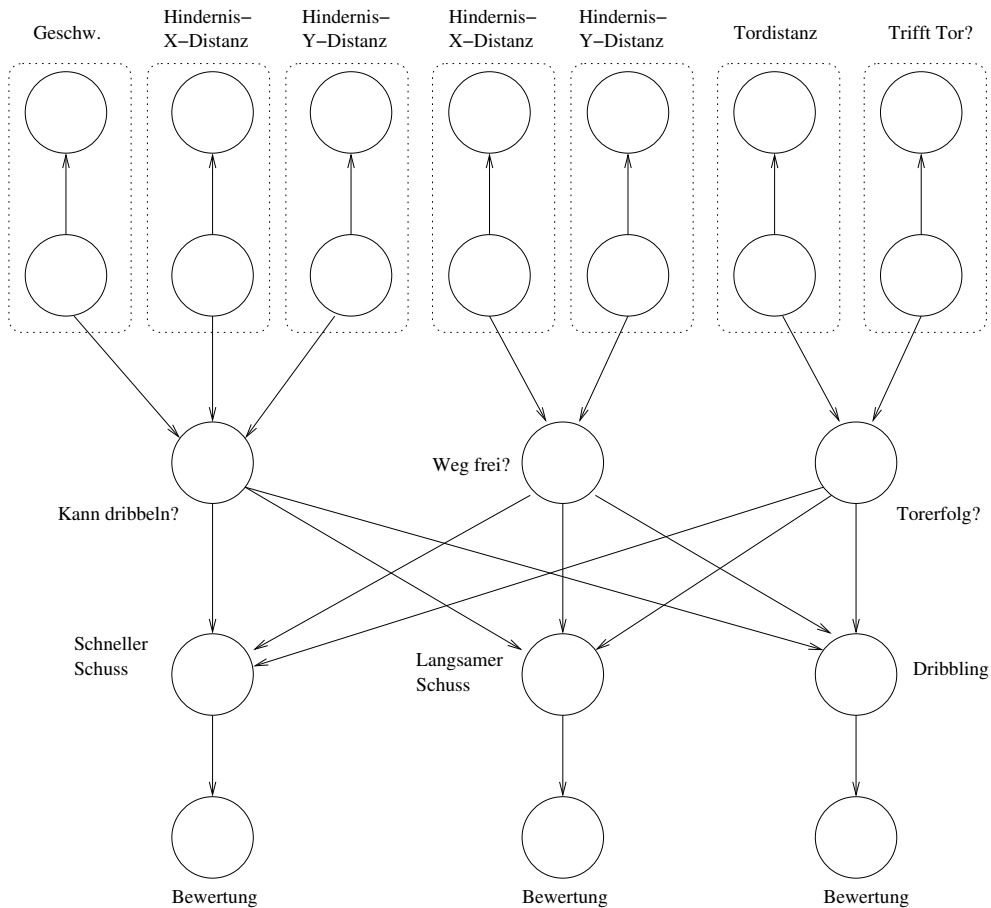 Geschw.
Hindernis−
X−Distanz
Hindernis−
Y−Distanz
Hindernis−
X−Distanz
Hindernis−
Y−Distanz
Tordistanz
Trifft Tor?
Kann dribbeln?
Weg frei?
Torerfolg?
Schneller
Schuss
Langsamer
Schuss
Dribbling
Bewertung
Bewertung
Bewertung